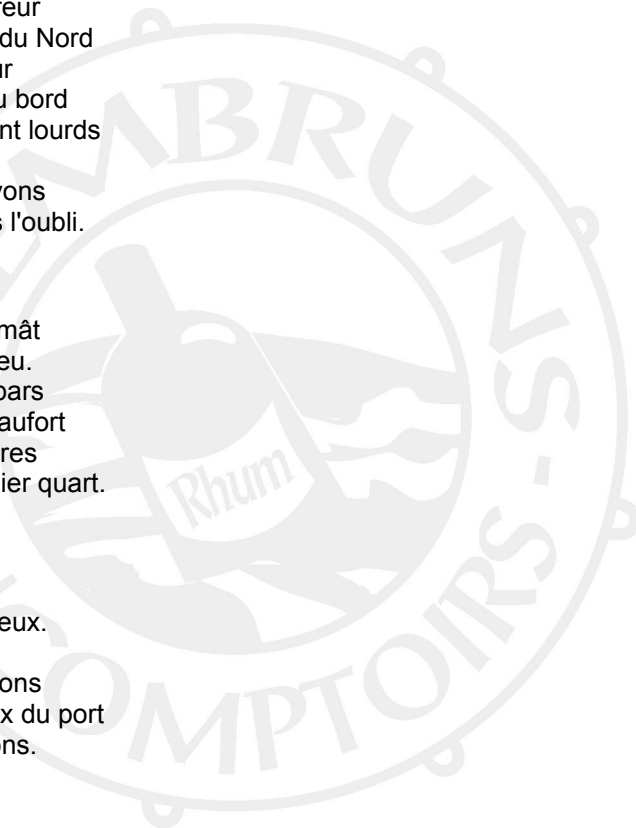 eur
du Nord
ur
u bord
nt lourds
vons
s l'oubli.
mât
eu.
pars
aufort
res
ier quart.
eux.
ons
x du port
ons.
EMBRUNS -
COMPTOIRS
Rhum